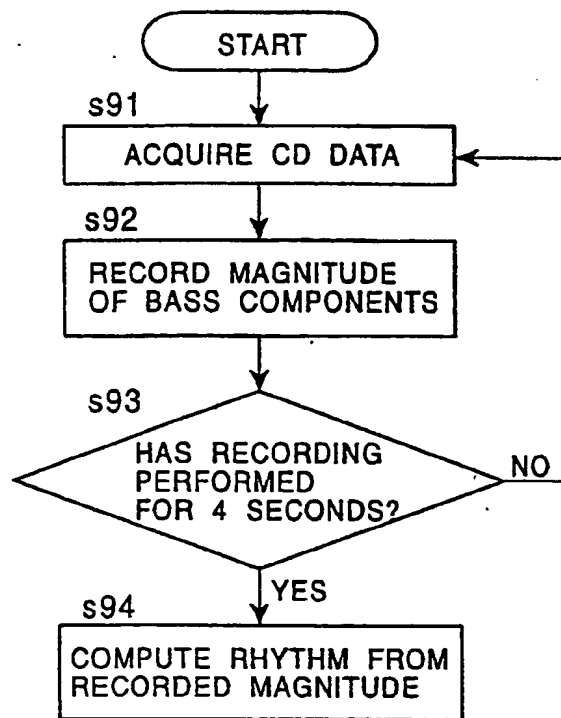 START
s91
ACQUIRE CD DATA
s92
RECORD MAGNITUDE
OF BASS COMPONENTS
s93
HAS RECORDING
PERFORMED
FOR 4 SECONDS?
NO
YES
s94
COMPUTE RHYTHM FROM
RECORDED MAGNITUDE